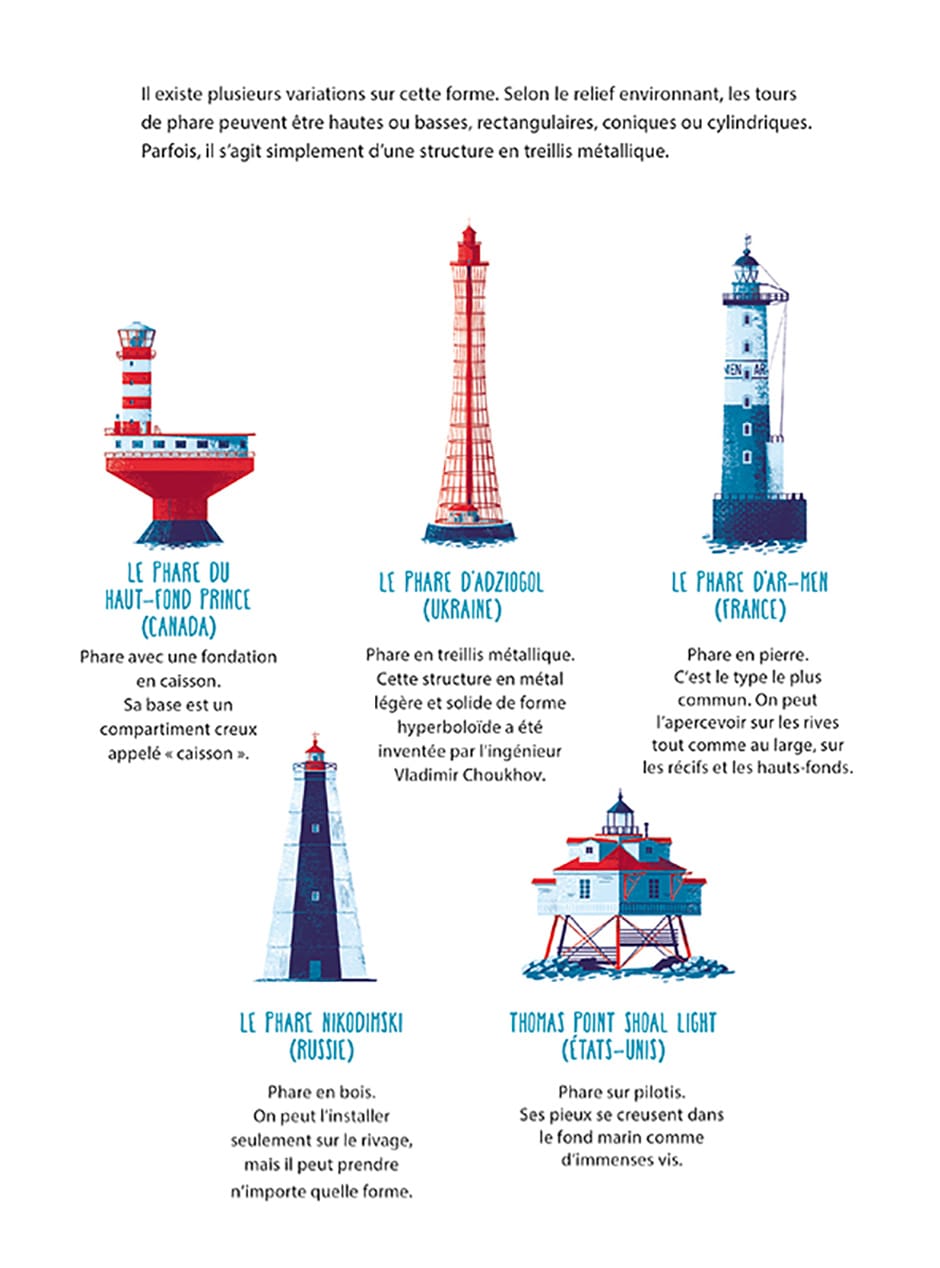 Il existe plusieurs variations sur cette forme. Selon le relief environnant, les tours
de phare peuvent être hautes ou basses, rectangulaires, coniques ou cylindriques.
Parfois, il s'agit simplement d'une structure en treillis métallique.
MEN AR
LE PHARE DU
HAUT-FOND PRINCE
(CANADA)
Phare avec une fondation
en caisson.
Sa base est un
compartiment creux
appelé « caisson ».
LE PHARE D'ADZIOGOL
(UKRAINE)
Phare en treillis métallique.
Cette structure en métal
légère et solide de forme
hyperboloïde a été
inventée par l'ingénieur
Vladimir Choukhov.
LE PHARE D'AR-MEN
(FRANCE)
Phare en pierre.
C'est le type le plus
commun. On peut
l'apercevoir sur les rives
tout comme au large, sur
les récifs et les hauts-fonds.
LE PHARE NIKODIMSKI
(RUSSIE)
Phare en bois.
On peut l'installer
seulement sur le rivage,
mais il peut prendre
n'importe quelle forme.
THOMAS POINT SHOAL LIGHT
(ÉTATS-UNIS)
Phare sur pilotis.
Ses pieux se creusent dans
le fond marin comme
d'immenses vis.